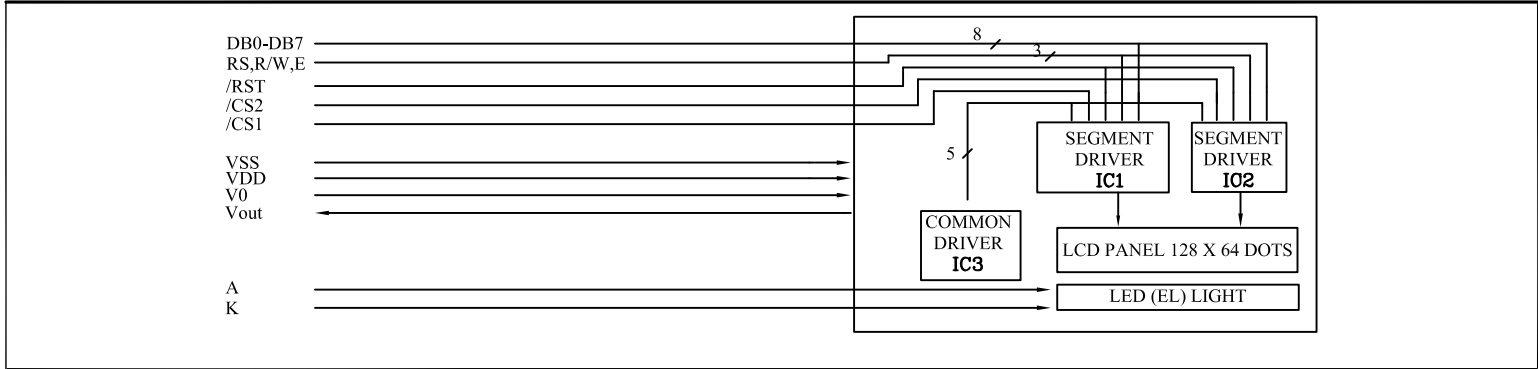 DB0-DB7
8
RS,R/W,E
3
/RST
/CS2
/CS1
SEGMENT
DRIVER
IC1
SEGMENT
DRIVER
IC2
5
VSS
VDD
V0
Vout
COMMON
DRIVER
IC3
LCD PANEL 128 X 64 DOTS
A
LED (EL) LIGHT
K